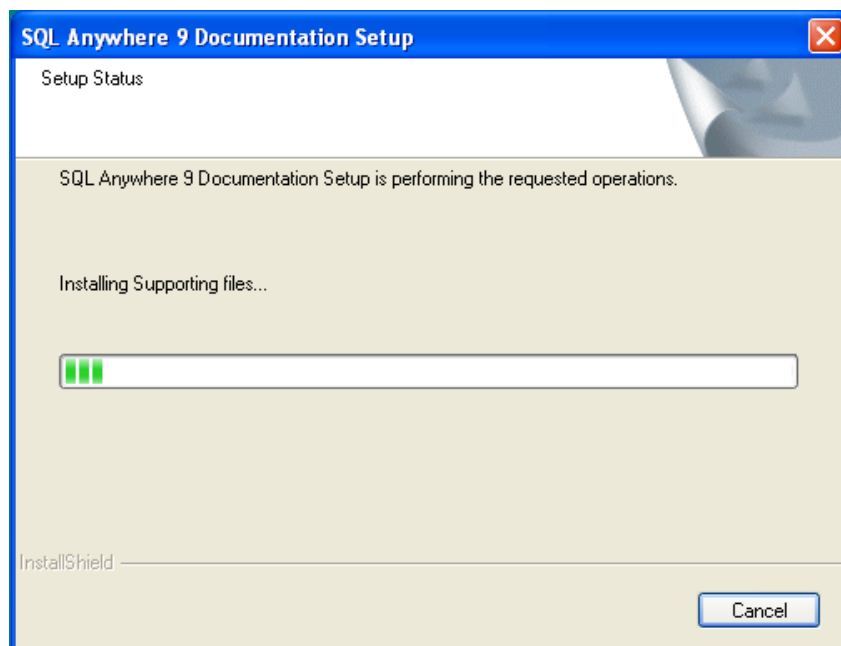 SQL Anywhere 9 Documentation Setup
Setup Status
SQL Anywhere 9 Documentation Setup is performing the requested operations.
Installing Supporting files...
InstallShield
Cancel